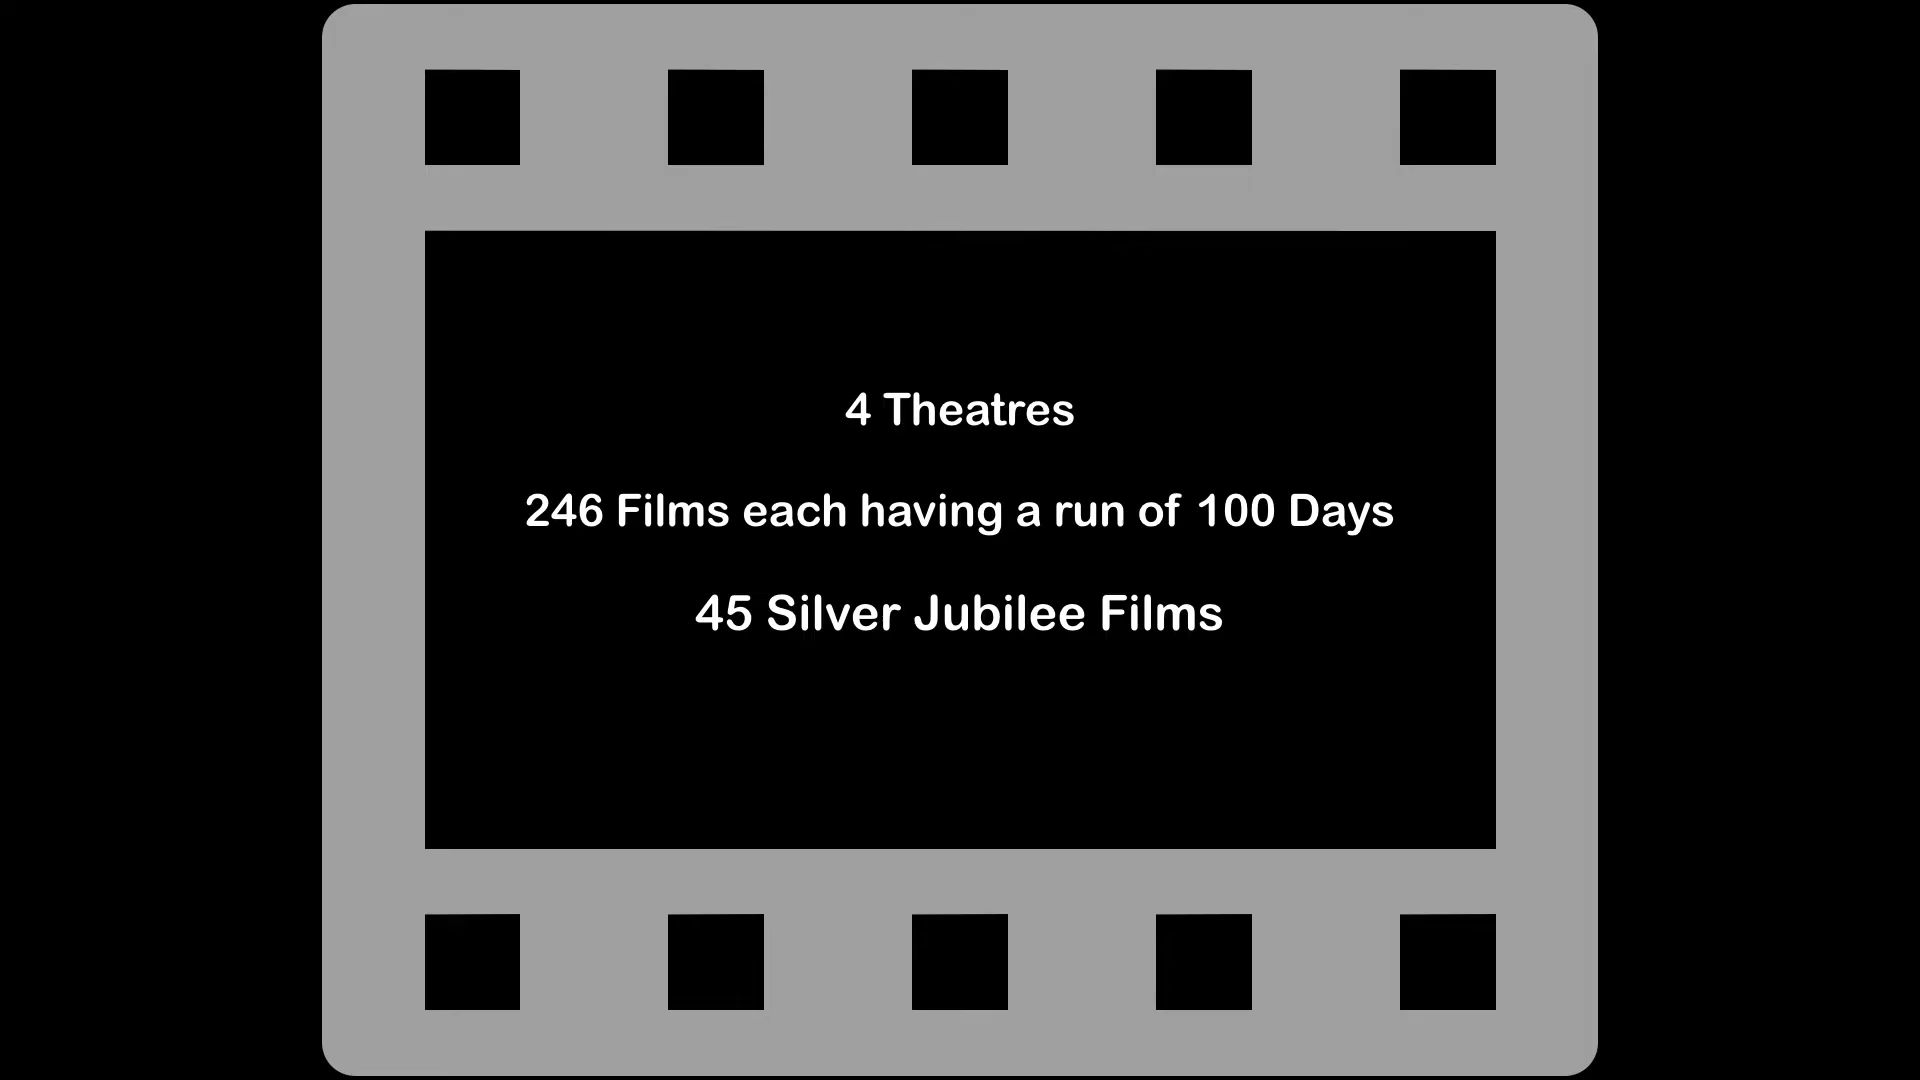 4 Theatres
246 Films each having a run of 100 Days
45 Silver Jubilee Films